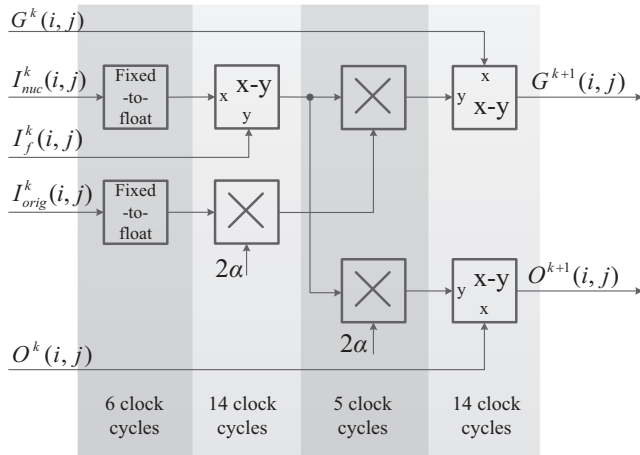 G^k(i, j)
I^k_nuc(i, j)
Fixed
-to-
float
x x-y
y
x
y x-y
G^{k+1}(i, j)
I^k_f(i, j)
I^k_orig(i, j)
Fixed
-to-
float
2α
2α
x-y
y
x
O^{k+1}(i, j)
O^k(i, j)
6 clock
cycles
14 clock
cycles
5 clock
cycles
14 clock
cycles